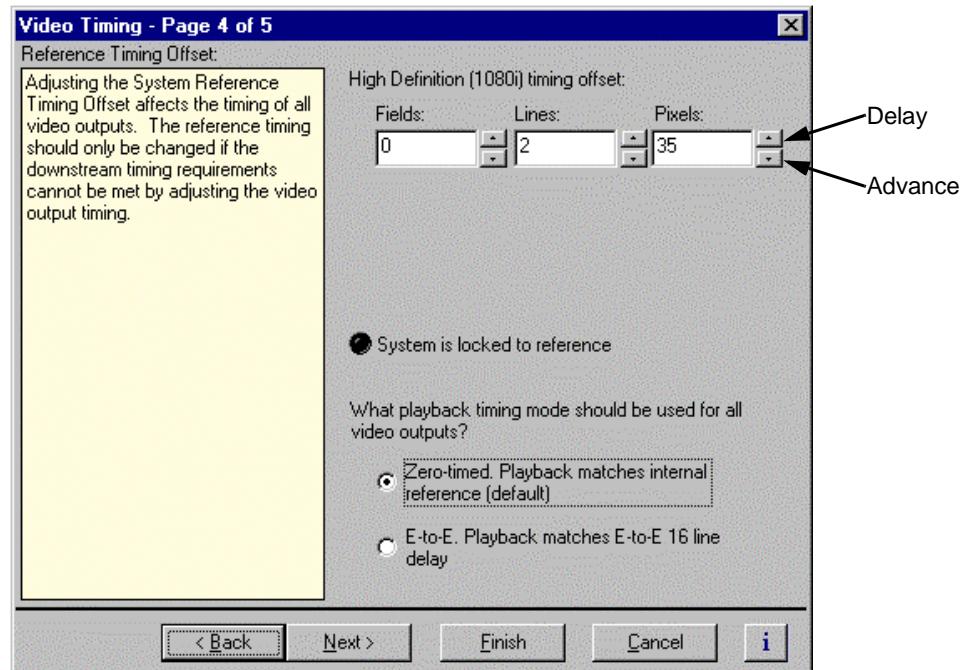 Video Timing - Page 4 of 5
Reference Timing Offset:
Adjusting the System Reference
Timing Offset affects the timing of all
video outputs.  The reference timing
should only be changed if the
downstream timing requirements
cannot be met by adjusting the video
output timing.
High Definition (1080i) timing offset:
Fields: Lines: Pixels:
0 2 35
Delay
Advance
System is locked to reference
What playback timing mode should be used for all
video outputs?
Zero-timed. Playback matches internal
reference (default)
E-to-E. Playback matches E-to-E 16 line
delay
< Back Next > Finish Cancel i